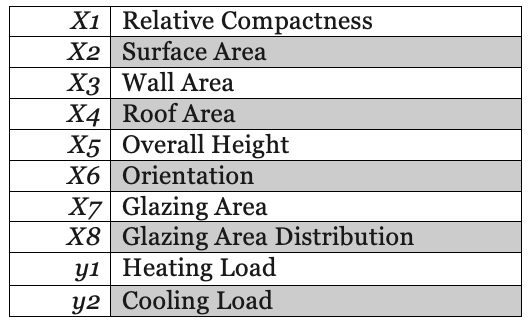 X1 Relative Compactness
X2 Surface Area
X3 Wall Area
X4 Roof Area
X5 Overall Height
X6 Orientation
X7 Glazing Area
X8 Glazing Area Distribution
y1 Heating Load
y2 Cooling Load